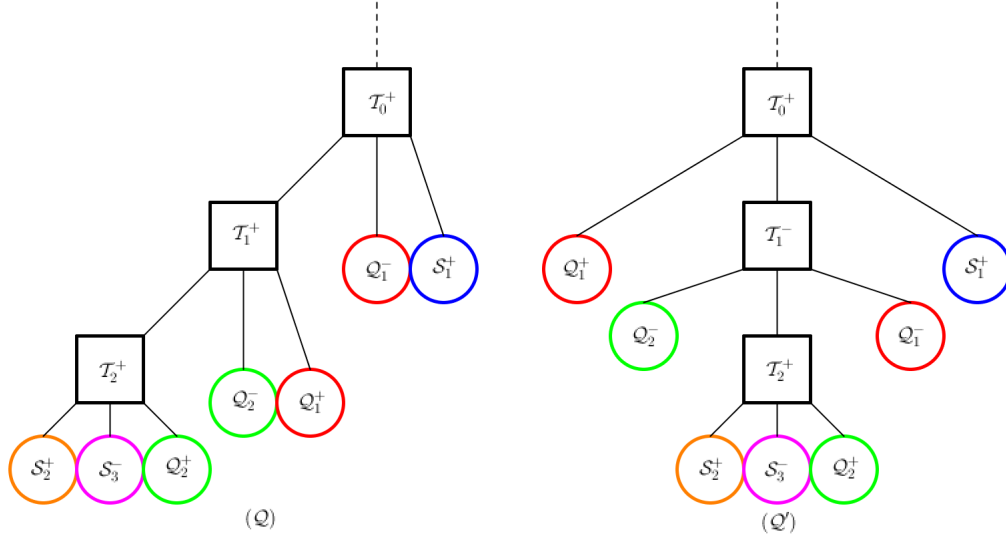 𝒯₀⁺ 𝒯₀⁺
𝒯₁⁺ 𝒬₁⁻ 𝒮₁⁺ 𝒬₁⁺ 𝒯₁⁻ 𝒮₁⁺
𝒬₂⁻ 𝒬₁⁻
𝒯₂⁺ 𝒬₂⁻ 𝒬₁⁺ 𝒯₂⁺
𝒮₂⁺ 𝒮₃⁻ 𝒬₂⁺ 𝒮₂⁺ 𝒮₃⁻ 𝒬₂⁺
(𝒬) (𝒬′)